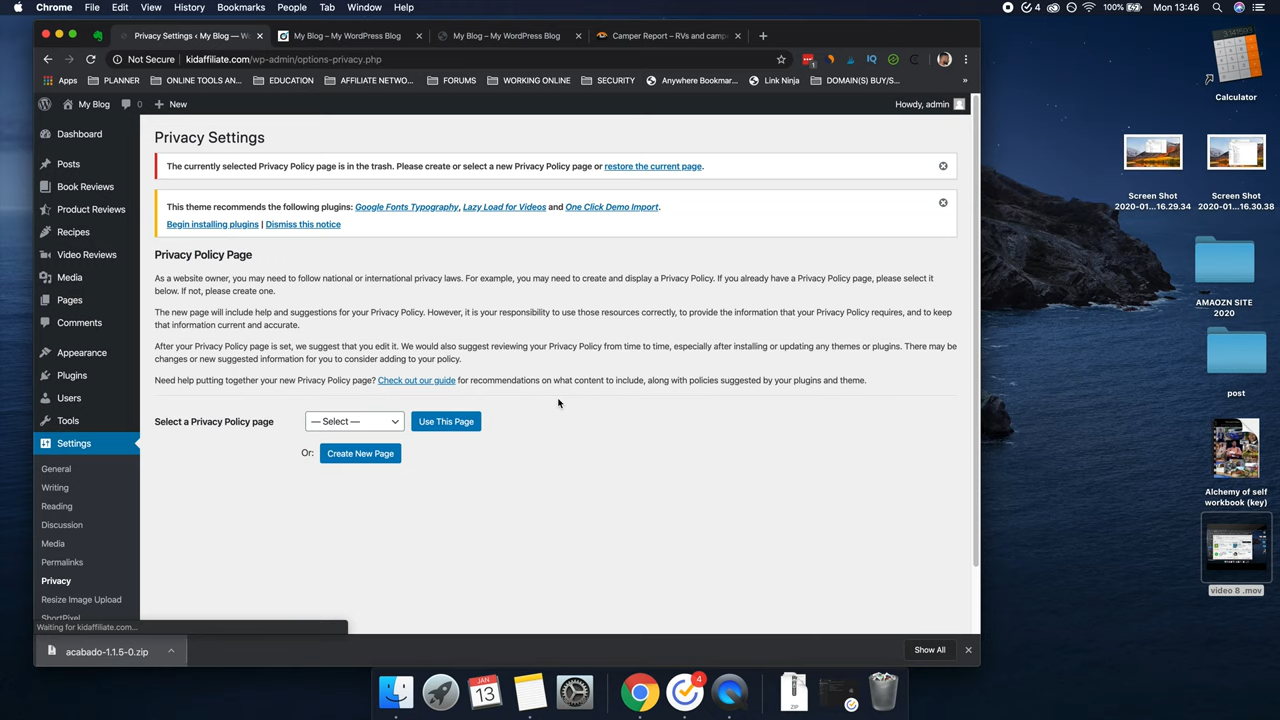 Chrome File Edit View History Bookmarks People Tab Window Help 4 100% Mon 13:46
Privacy Settings ‹ My Blog — W My Blog – My WordPress Blog My Blog – My WordPress Blog Camper Report – RVs and camp
Not Secure kidaffiliate.com/wp-admin/options-privacy.php
Apps PLANNER ONLINE TOOLS AN... EDUCATION AFFILIATE NETW... FORUMS WORKING ONLINE SECURITY Anywhere Bookmar... Link Ninja DOMAIN(S) BUY/S... »
My Blog 0 New Howdy, admin
Dashboard
Posts
Book Reviews
Product Reviews
Recipes
Video Reviews
Media
Pages
Comments
Appearance
Plugins
Users
Tools
Settings
General
Writing
Reading
Discussion
Media
Permalinks
Privacy
Resize Image Upload
ShortPixel
Privacy Settings
The currently selected Privacy Policy page is in the trash. Please create or select a new Privacy Policy page or restore the current page.
This theme recommends the following plugins: Google Fonts Typography, Lazy Load for Videos and One Click Demo Import.
Begin installing plugins | Dismiss this notice
Privacy Policy Page
As a website owner, you may need to follow national or international privacy laws. For example, you may need to create and display a Privacy Policy. If you already have a Privacy Policy page, please select it
below. If not, please create one.
The new page will include help and suggestions for your Privacy Policy. However, it is your responsibility to use those resources correctly, to provide the information that your Privacy Policy requires, and to keep
that information current and accurate.
After your Privacy Policy page is set, we suggest that you edit it. We would also suggest reviewing your Privacy Policy from time to time, especially after installing or updating any themes or plugins. There may be
changes or new suggested information for you to consider adding to your policy.
Need help putting together your new Privacy Policy page? Check out our guide for recommendations on what content to include, along with policies suggested by your plugins and theme.
Select a Privacy Policy page — Select — Use This Page
Or: Create New Page
Waiting for kidaffiliate.com...
acabado-1.1.5-0.zip Show All
Calculator
Screen Shot
2020-01...16.29.34
Screen Shot
2020-01...16.30.38
AMAOZN SITE
2020
post
Alchemy of self
workbook (key)
video 8 .mov
JAN
13
4
ZIP